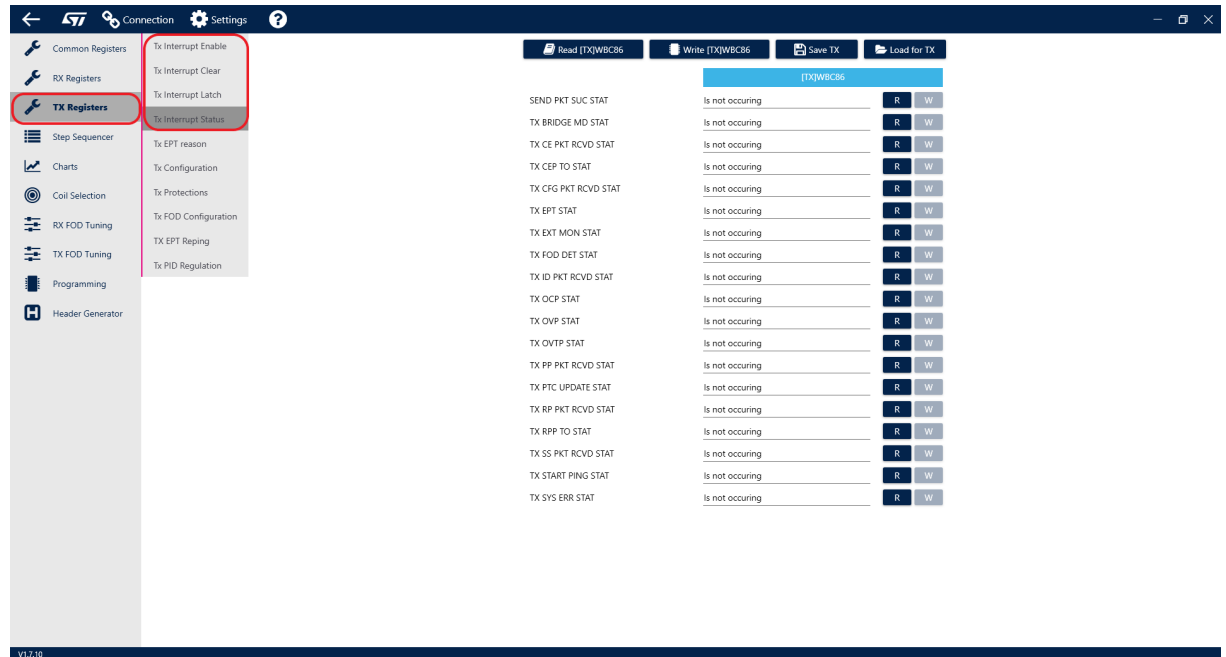 ST Connection Settings ?
Common Registers
RX Registers
TX Registers
Step Sequencer
Charts
Coil Selection
RX FOD Tuning
TX FOD Tuning
Programming
H Header Generator
Tx Interrupt Enable
Tx Interrupt Clear
Tx Interrupt Latch
Tx Interrupt Status
Tx EPT reason
Tx Configuration
Tx Protections
Tx FOD Configuration
TX EPT Reping
Tx PID Regulation
Read [TX]WBC86 Write [TX]WBC86 Save TX Load for TX
[TX]WBC86
SEND PKT SUC STAT Is not occuring R W
TX BRIDGE MD STAT Is not occuring R W
TX CE PKT RCVD STAT Is not occuring R W
TX CEP TO STAT Is not occuring R W
TX CFG PKT RCVD STAT Is not occuring R W
TX EPT STAT Is not occuring R W
TX EXT MON STAT Is not occuring R W
TX FOD DET STAT Is not occuring R W
TX ID PKT RCVD STAT Is not occuring R W
TX OCP STAT Is not occuring R W
TX OVP STAT Is not occuring R W
TX OVTP STAT Is not occuring R W
TX PP PKT RCVD STAT Is not occuring R W
TX PTC UPDATE STAT Is not occuring R W
TX RP PKT RCVD STAT Is not occuring R W
TX RPP TO STAT Is not occuring R W
TX SS PKT RCVD STAT Is not occuring R W
TX START PING STAT Is not occuring R W
TX SYS ERR STAT Is not occuring R W
V1.7.10